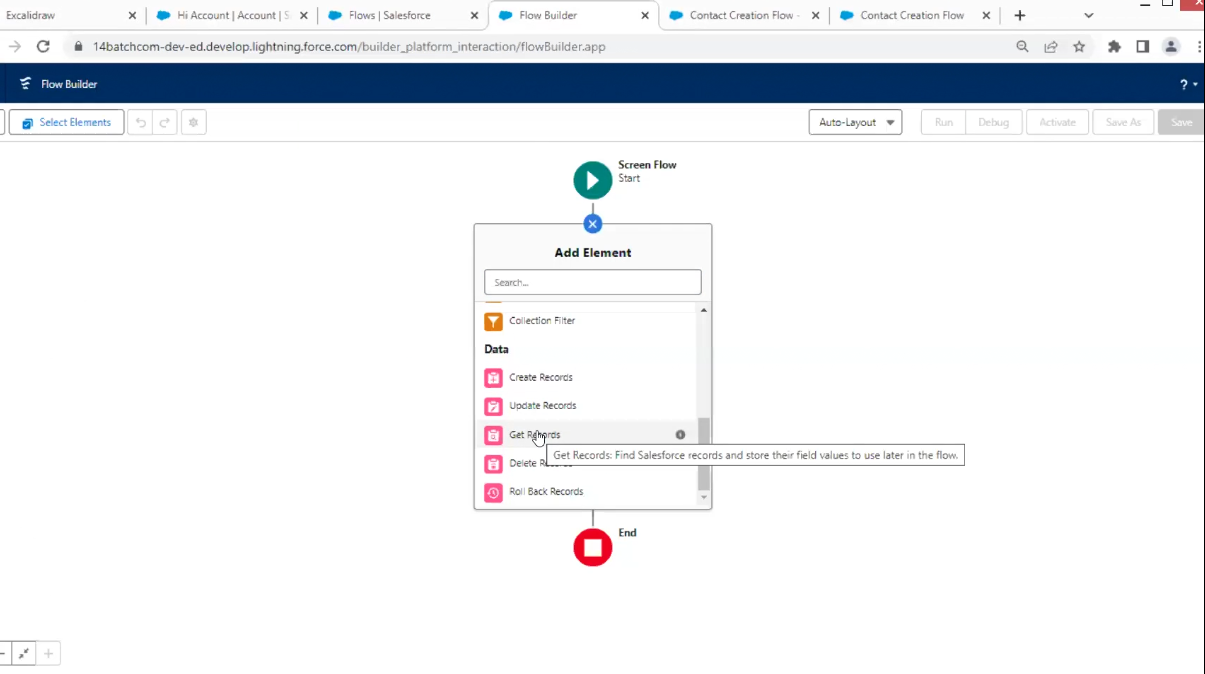 Excalidraw
Hi Account | Account | S
Flows | Salesforce
Flow Builder
Contact Creation Flow -
Contact Creation Flow
14batchcom-dev-ed.develop.lightning.force.com/builder_platform_interaction/flowBuilder.app
Flow Builder
?
Select Elements
Auto-Layout
Run
Debug
Activate
Save As
Save
Screen Flow
Start
Add Element
Search...
Collection Filter
Data
Create Records
Update Records
Get Records
Get Records: Find Salesforce records and store their field values to use later in the flow.
Delete Records
Roll Back Records
End